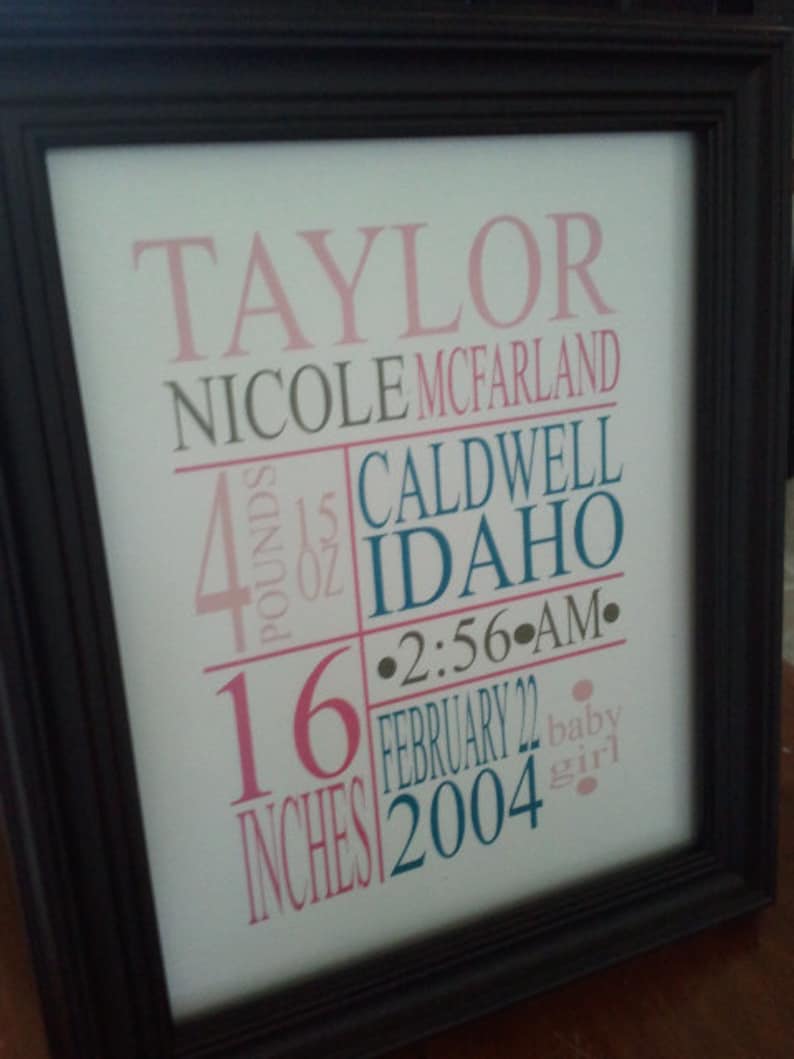 TAYLOR
NICOLE MCFARLAND
4 POUNDS 15 OZ
CALDWELL
IDAHO
•2:56•AM•
16
INCHES
FEBRUARY 22
2004
•
baby
girl
•